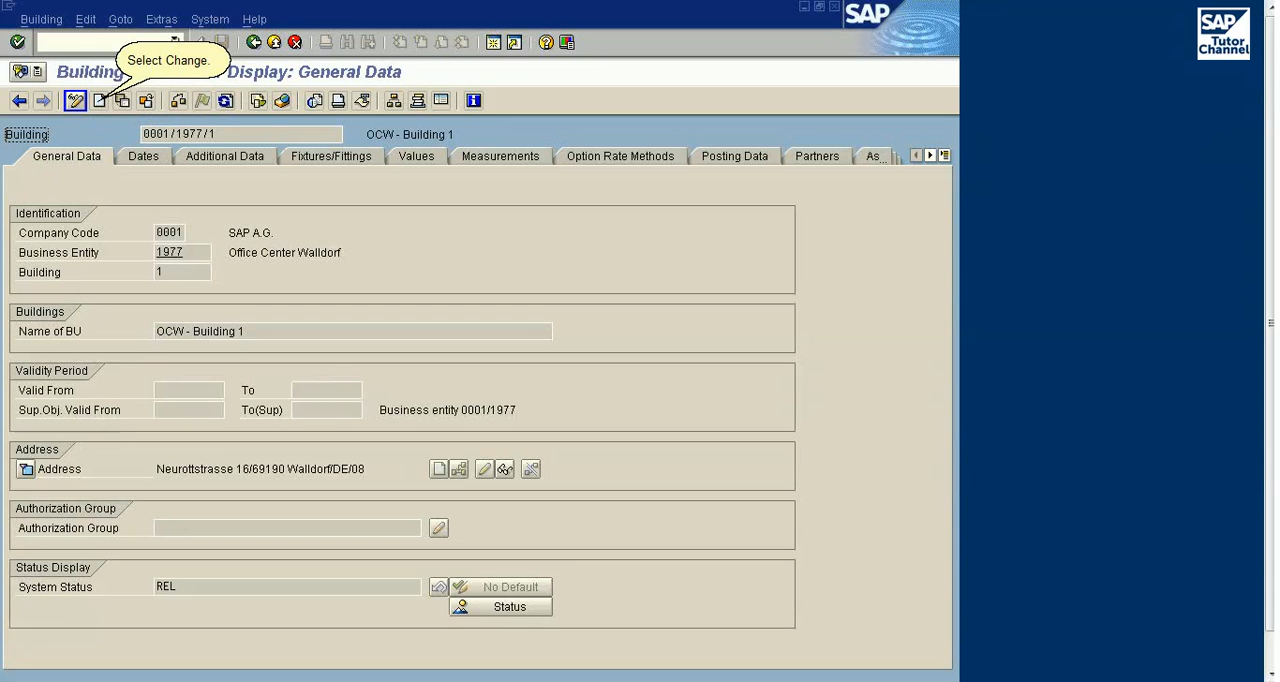 Building Edit Goto Extras System Help
SAP
SAP
Tutor
Channel
Select Change.
Building Display: General Data
Building 0001/1977/1 OCW - Building 1
General Data Dates Additional Data Fixtures/Fittings Values Measurements Option Rate Methods Posting Data Partners As...
Identification
Company Code 0001 SAP A.G.
Business Entity 1977 Office Center Walldorf
Building 1
Buildings
Name of BU OCW - Building 1
Validity Period
Valid From To
Sup.Obj. Valid From To(Sup) Business entity 0001/1977
Address
Address Neurottstrasse 16/69190 Walldorf/DE/08
Authorization Group
Authorization Group
Status Display
System Status REL No Default
Status